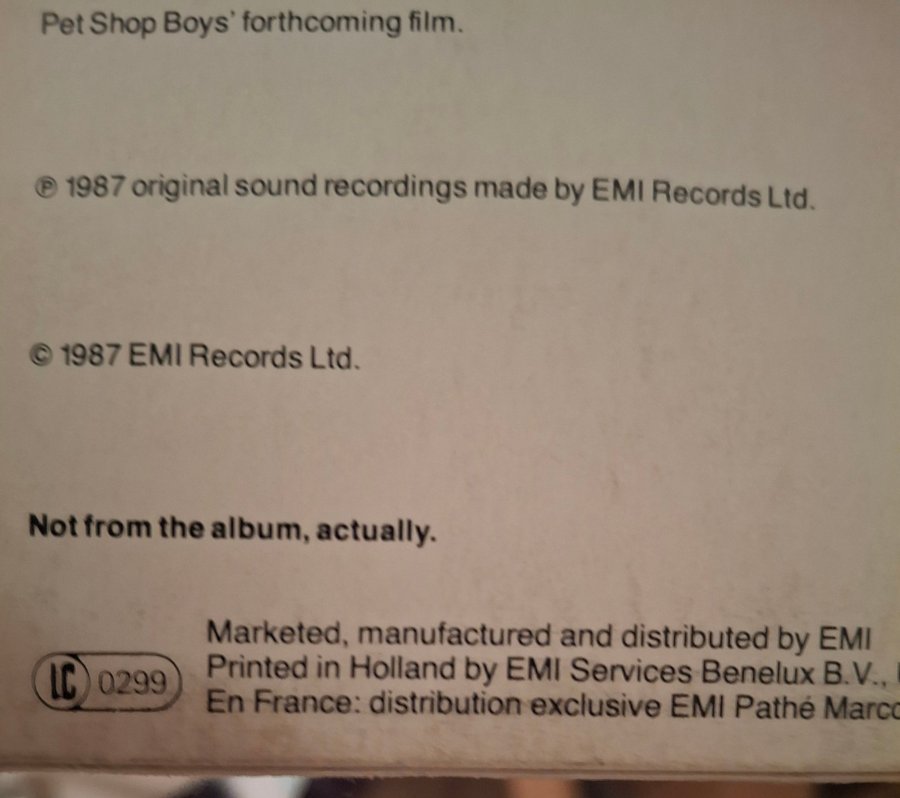 Pet Shop Boys' forthcoming film.
℗ 1987 original sound recordings made by EMI Records Ltd.
© 1987 EMI Records Ltd.
Not from the album, actually.
LC 0299
Marketed, manufactured and distributed by EMI
Printed in Holland by EMI Services Benelux B.V.,
En France: distribution exclusive EMI Pathé Marco